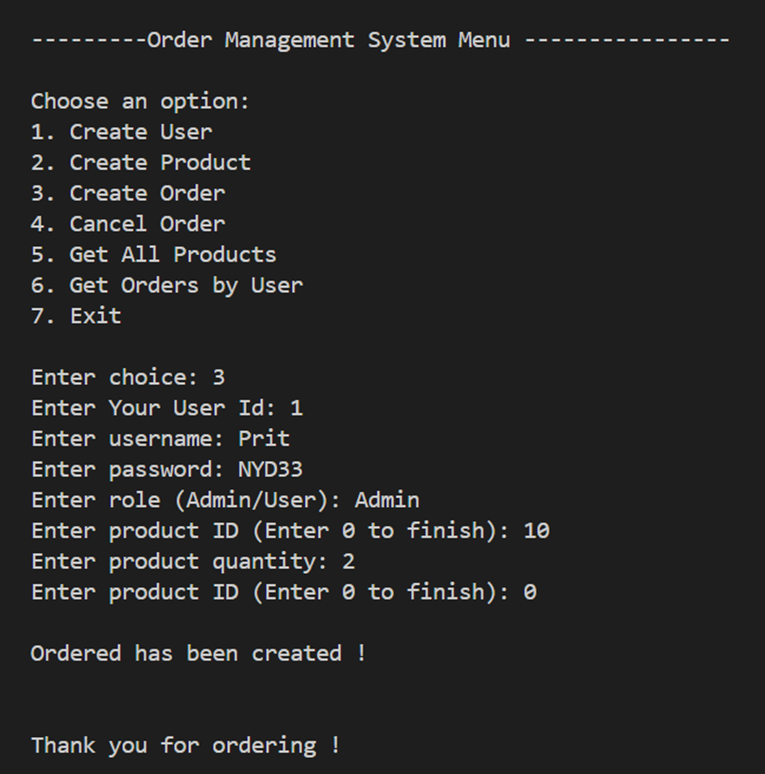 ---------Order Management System Menu ----------------
Choose an option:
1. Create User
2. Create Product
3. Create Order
4. Cancel Order
5. Get All Products
6. Get Orders by User
7. Exit
Enter choice: 3
Enter Your User Id: 1
Enter username: Prit
Enter password: NYD33
Enter role (Admin/User): Admin
Enter product ID (Enter 0 to finish): 10
Enter product quantity: 2
Enter product ID (Enter 0 to finish): 0
Ordered has been created !
Thank you for ordering !